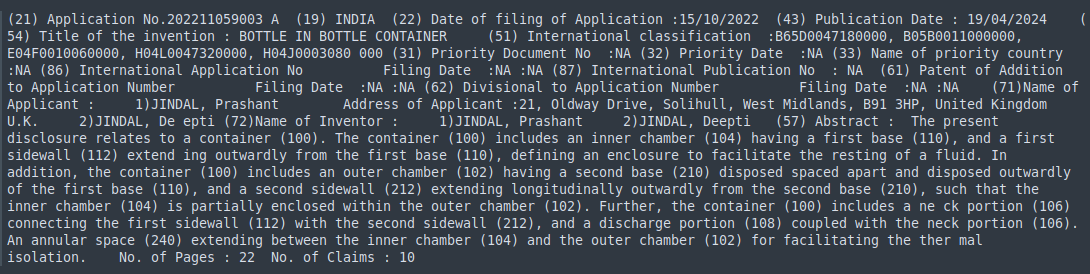 (21) Application No.202211059003 A  (19) INDIA  (22) Date of filing of Application :15/10/2022  (43) Publication Date : 19/04/2024    (
54) Title of the invention : BOTTLE IN BOTTLE CONTAINER     (51) International classification  :B65D0047180000, B05B0011000000,
E04F0010060000, H04L0047320000, H04J0003080 000 (31) Priority Document No  :NA (32) Priority Date  :NA (33) Name of priority country
:NA (86) International Application No          Filing Date  :NA :NA (87) International Publication No  : NA  (61) Patent of Addition
to Application Number          Filing Date  :NA :NA (62) Divisional to Application Number          Filing Date  :NA :NA    (71)Name of
Applicant :     1)JINDAL, Prashant        Address of Applicant :21, Oldway Drive, Solihull, West Midlands, B91 3HP, United Kingdom
U.K.     2)JINDAL, De epti (72)Name of Inventor :     1)JINDAL, Prashant     2)JINDAL, Deepti   (57) Abstract :  The present
disclosure relates to a container (100). The container (100) includes an inner chamber (104) having a first base (110), and a first
sidewall (112) extend ing outwardly from the first base (110), defining an enclosure to facilitate the resting of a fluid. In
addition, the container (100) includes an outer chamber (102) having a second base (210) disposed spaced apart and disposed outwardly
of the first base (110), and a second sidewall (212) extending longitudinally outwardly from the second base (210), such that the
inner chamber (104) is partially enclosed within the outer chamber (102). Further, the container (100) includes a ne ck portion (106)
connecting the first sidewall (112) with the second sidewall (212), and a discharge portion (108) coupled with the neck portion (106).
An annular space (240) extending between the inner chamber (104) and the outer chamber (102) for facilitating the ther mal
isolation.    No. of Pages : 22  No. of Claims : 10